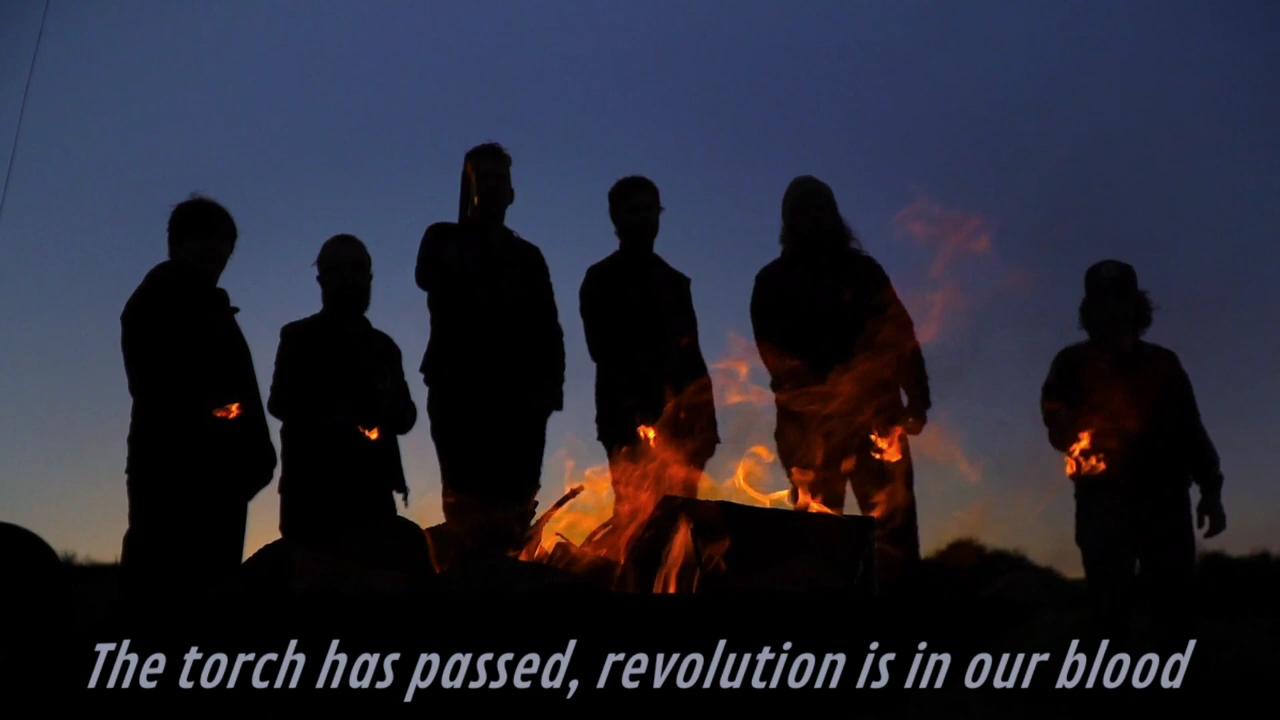 The torch has passed, revolution is in our blood